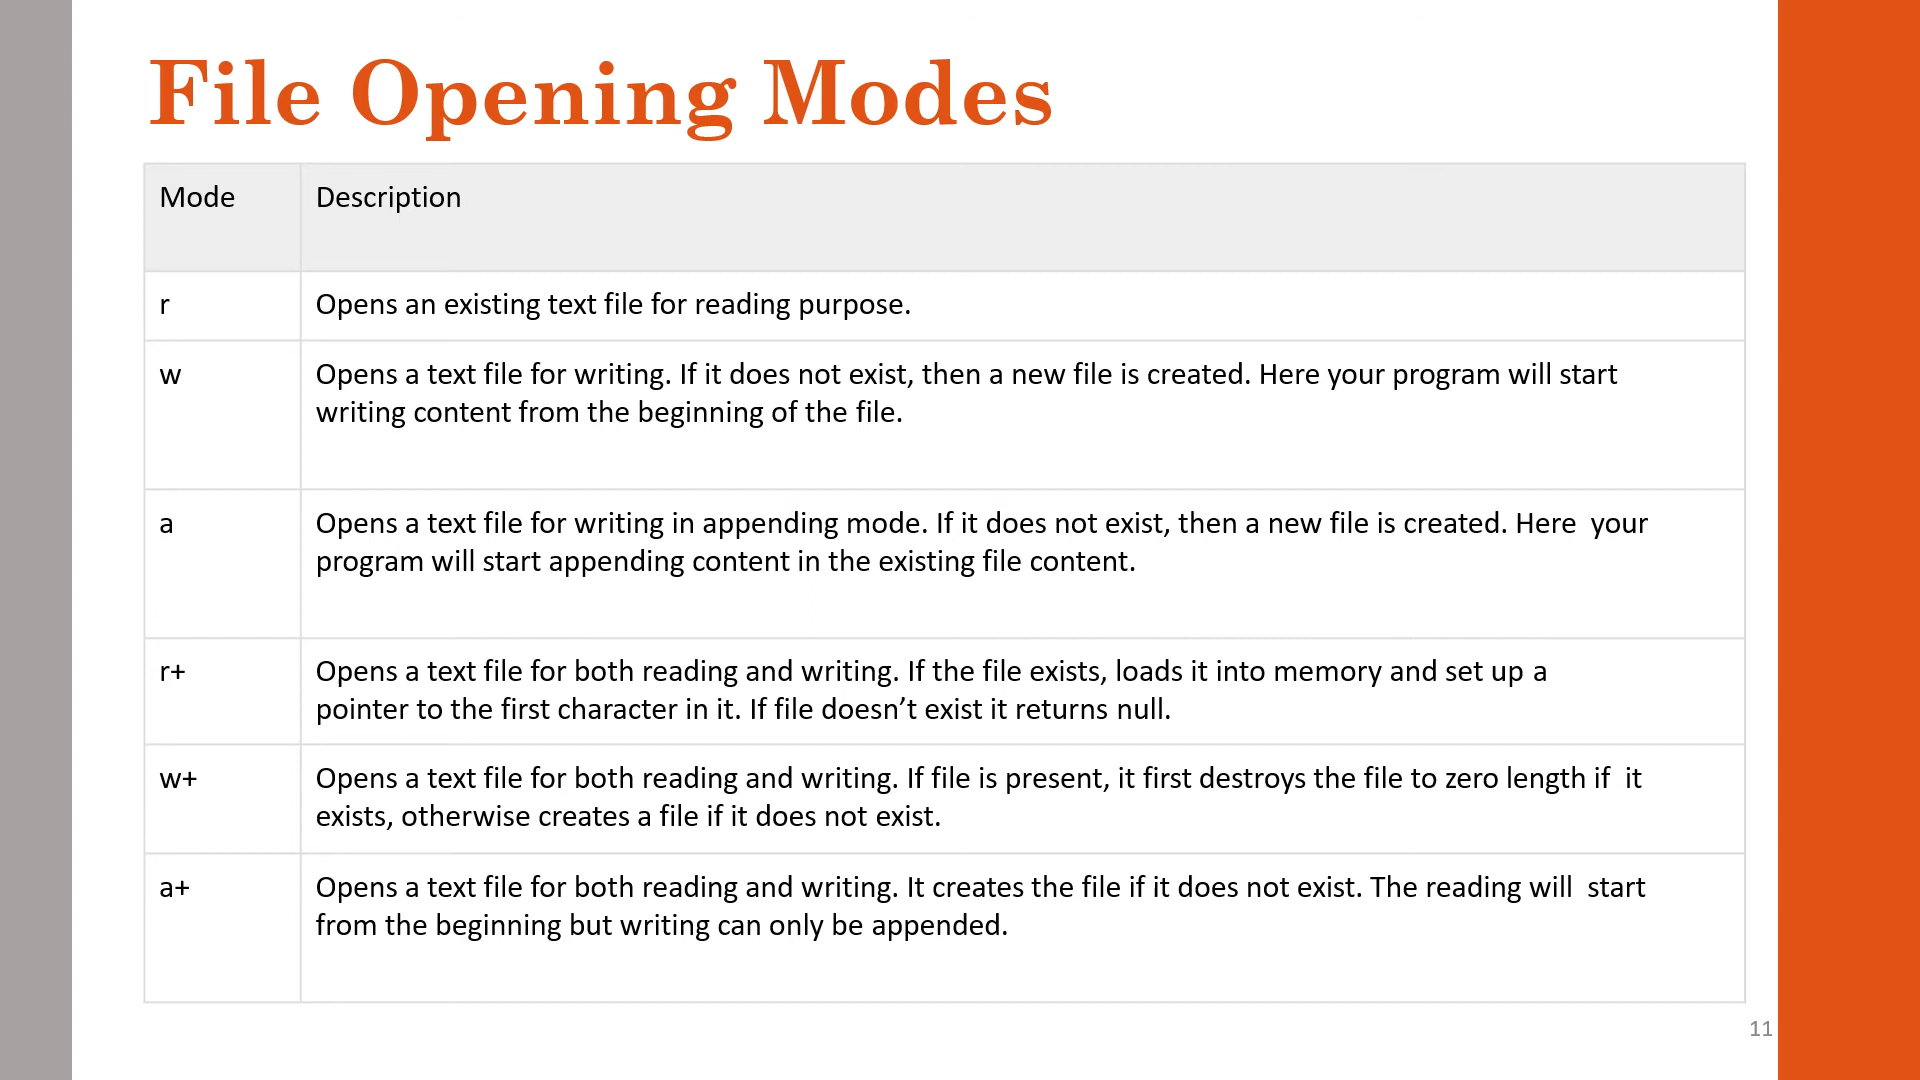 File Opening Modes
Mode Description
r Opens an existing text file for reading purpose.
w Opens a text file for writing. If it does not exist, then a new file is created. Here your program will start
writing content from the beginning of the file.
a Opens a text file for writing in appending mode. If it does not exist, then a new file is created. Here your
program will start appending content in the existing file content.
r+ Opens a text file for both reading and writing. If the file exists, loads it into memory and set up a
pointer to the first character in it. If file doesn’t exist it returns null.
w+ Opens a text file for both reading and writing. If file is present, it first destroys the file to zero length if it
exists, otherwise creates a file if it does not exist.
a+ Opens a text file for both reading and writing. It creates the file if it does not exist. The reading will start
from the beginning but writing can only be appended.
11